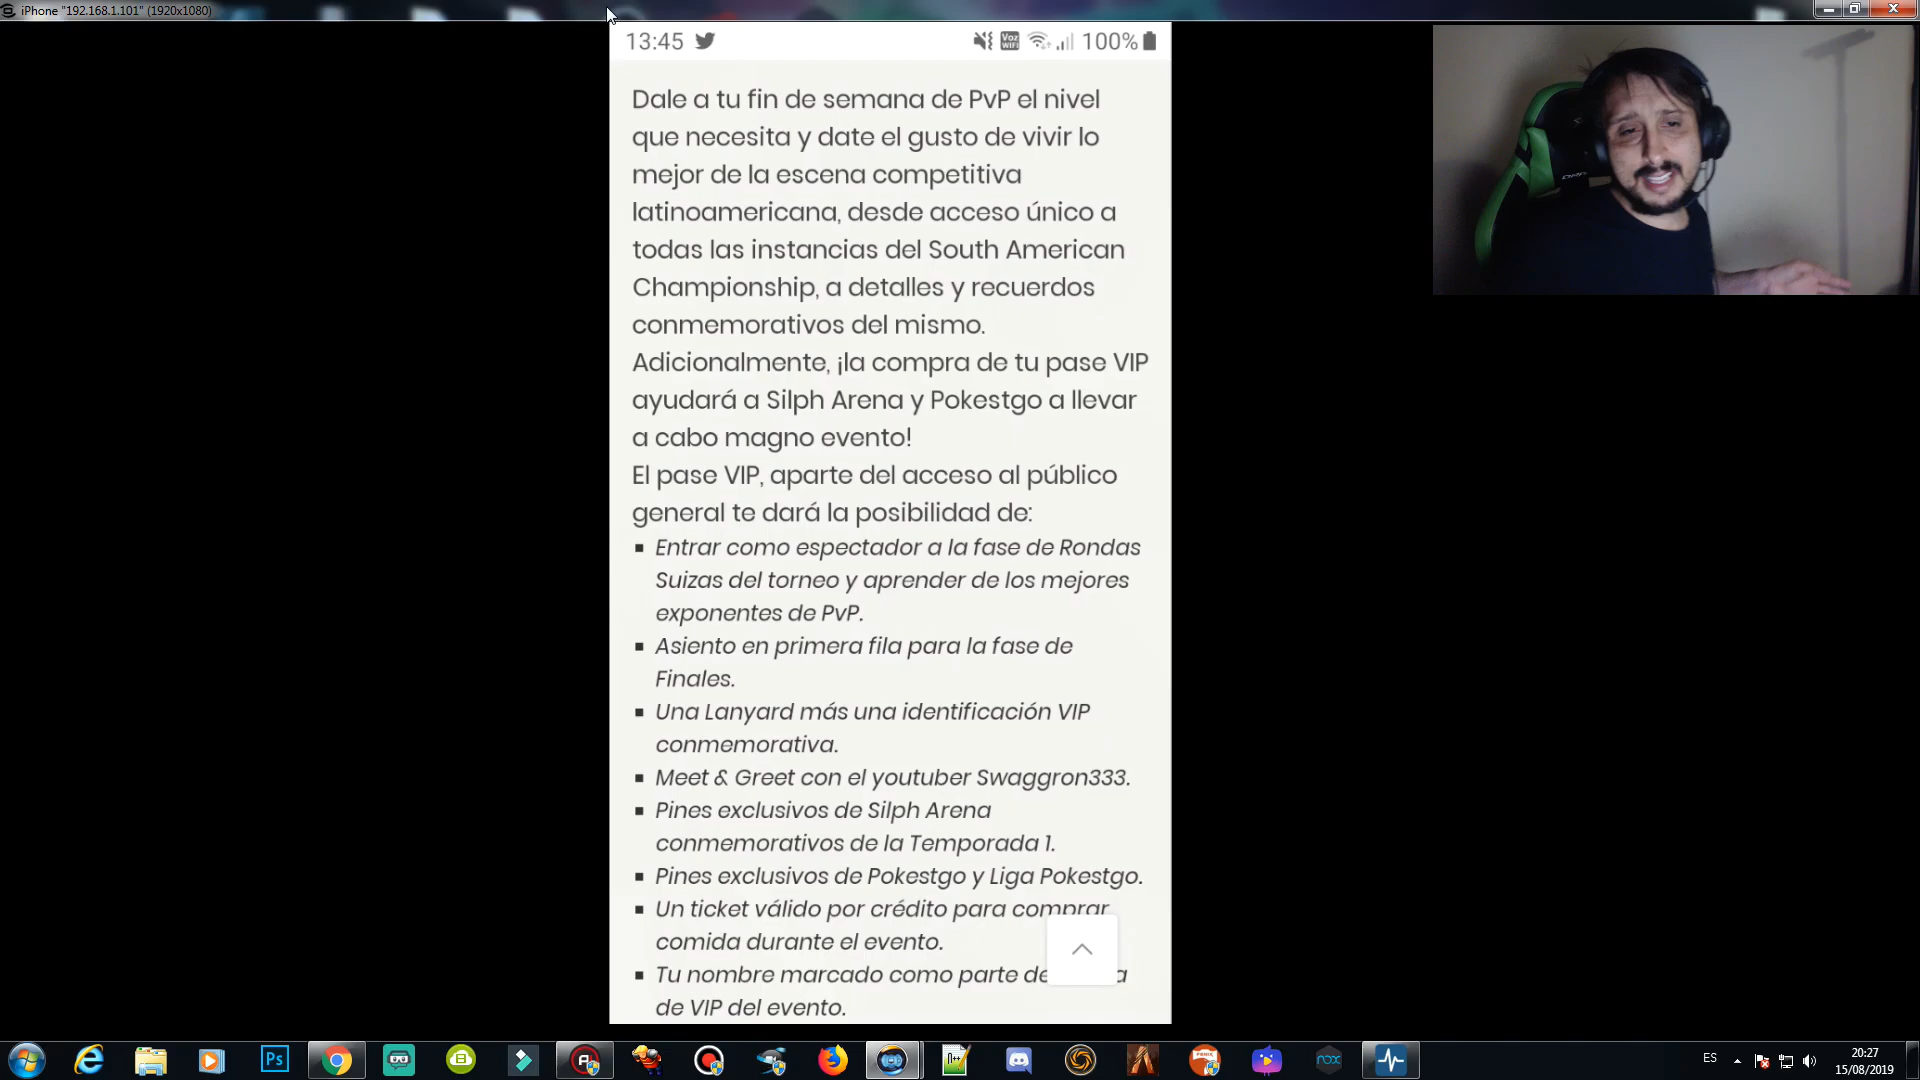 iPhone "192.168.1.101" (1920x1080)
13:45
Voz
WiFi
100%
Dale a tu fin de semana de PvP el nivel
que necesita y date el gusto de vivir lo
mejor de la escena competitiva
latinoamericana, desde acceso único a
todas las instancias del South American
Championship, a detalles y recuerdos
conmemorativos del mismo.
Adicionalmente, ¡la compra de tu pase VIP
ayudará a Silph Arena y Pokestgo a llevar
a cabo magno evento!
El pase VIP, aparte del acceso al público
general te dará la posibilidad de:
▪ Entrar como espectador a la fase de Rondas
Suizas del torneo y aprender de los mejores
exponentes de PvP.
▪ Asiento en primera fila para la fase de
Finales.
▪ Una Lanyard más una identificación VIP
conmemorativa.
▪ Meet & Greet con el youtuber Swaggron333.
▪ Pines exclusivos de Silph Arena
conmemorativos de la Temporada 1.
▪ Pines exclusivos de Pokestgo y Liga Pokestgo.
▪ Un ticket válido por crédito para comprar
comida durante el evento.
▪ Tu nombre marcado como parte de
de VIP del evento.
Ps
nox
ES
20:27
15/08/2019